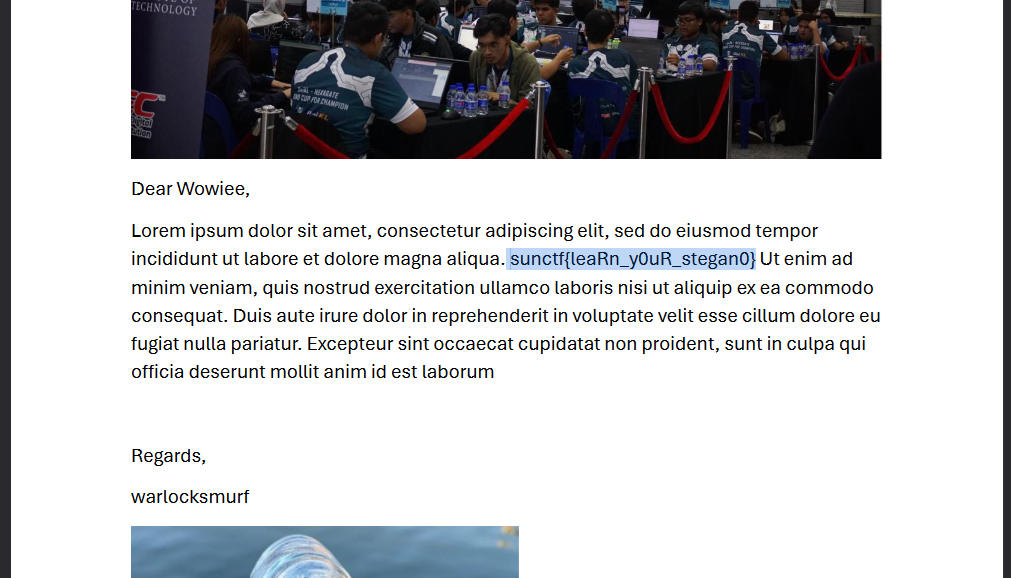 TECHNOLOGY
Dear Wowiee,
Lorem ipsum dolor sit amet, consectetur adipiscing elit, sed do eiusmod tempor
incididunt ut labore et dolore magna aliqua. sunctf{leaRn_y0uR_stegan0} Ut enim ad
minim veniam, quis nostrud exercitation ullamco laboris nisi ut aliquip ex ea commodo
consequat. Duis aute irure dolor in reprehenderit in voluptate velit esse cillum dolore eu
fugiat nulla pariatur. Excepteur sint occaecat cupidatat non proident, sunt in culpa qui
officia deserunt mollit anim id est laborum
Regards,
warlocksmurf